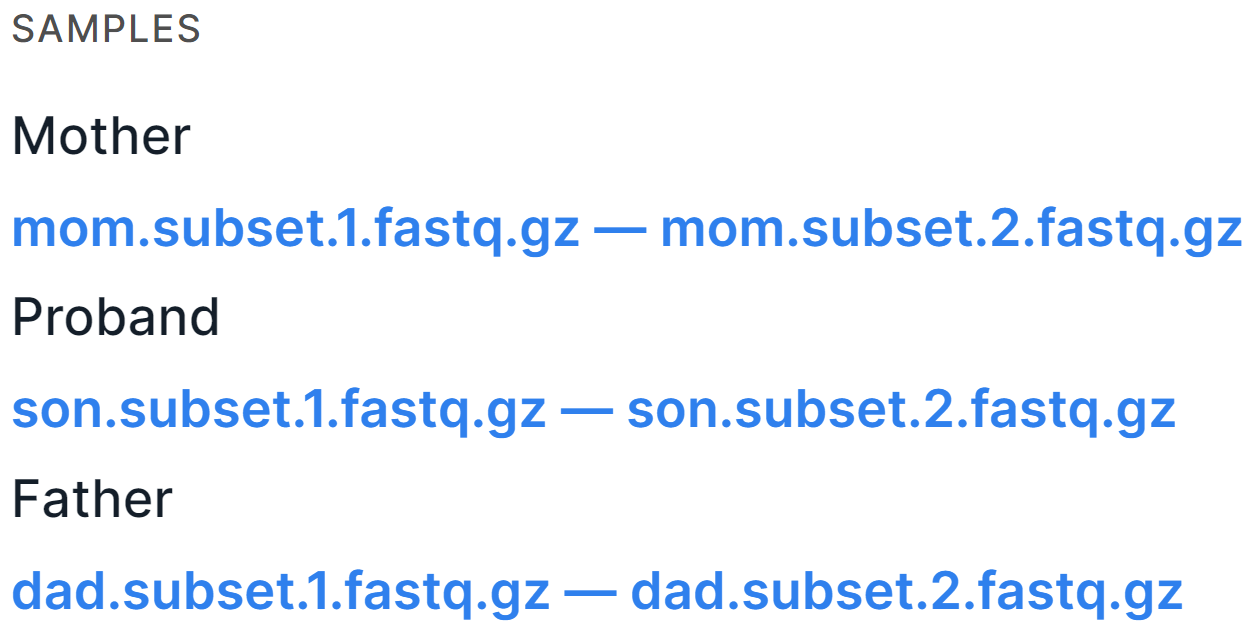 SAMPLES
Mother
mom.subset.1.fastq.gz — mom.subset.2.fastq.gz
Proband
son.subset.1.fastq.gz — son.subset.2.fastq.gz
Father
dad.subset.1.fastq.gz — dad.subset.2.fastq.gz